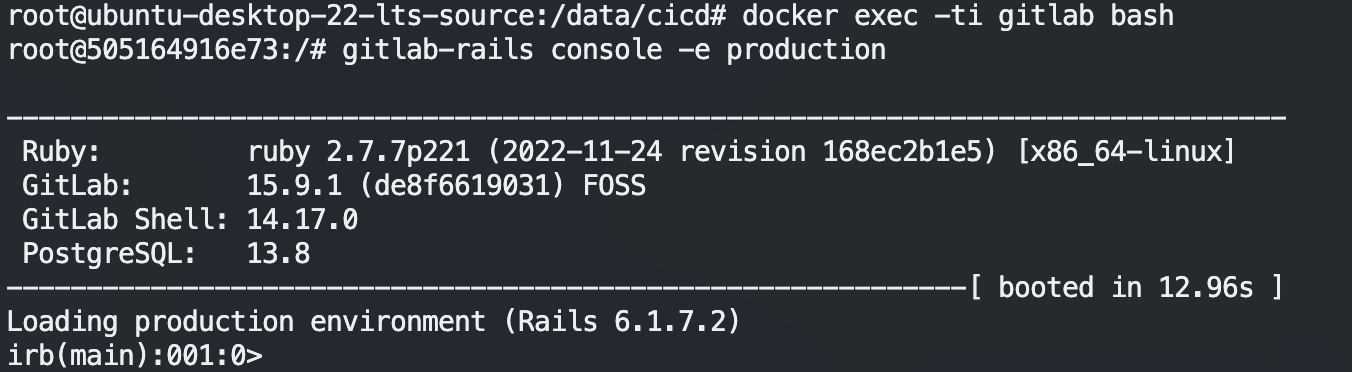 root@ubuntu-desktop-22-lts-source:/data/cicd# docker exec -ti gitlab bash
root@505164916e73:/# gitlab-rails console -e production
--------------------------------------------------------------------------------
 Ruby:         ruby 2.7.7p221 (2022-11-24 revision 168ec2b1e5) [x86_64-linux]
 GitLab:       15.9.1 (de8f6619031) FOSS
 GitLab Shell: 14.17.0
 PostgreSQL:   13.8
------------------------------------------------------------[ booted in 12.96s ]
Loading production environment (Rails 6.1.7.2)
irb(main):001:0>